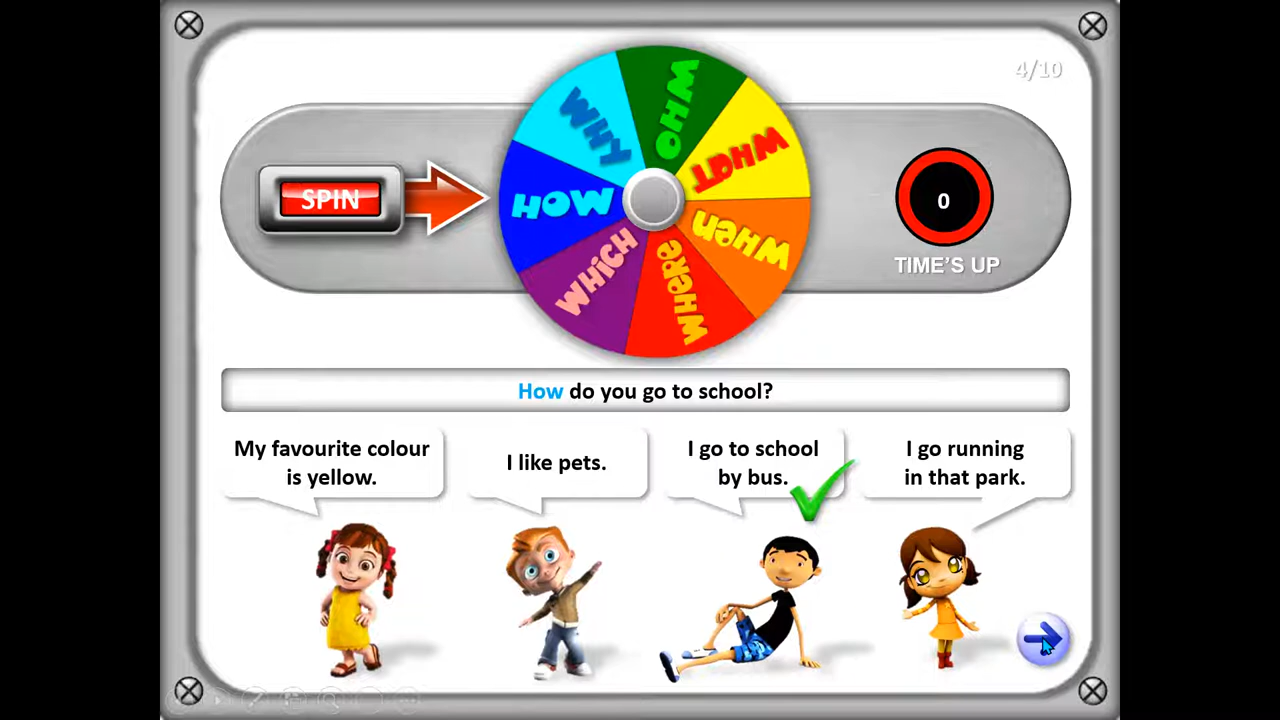 4/10
WHO
WHY
WHAT
SPIN
HOW
WHEN
0
WHICH
WHERE
TIME'S UP
How do you go to school?
My favourite colour
is yellow.
I like pets.
I go to school
by bus.
I go running
in that park.